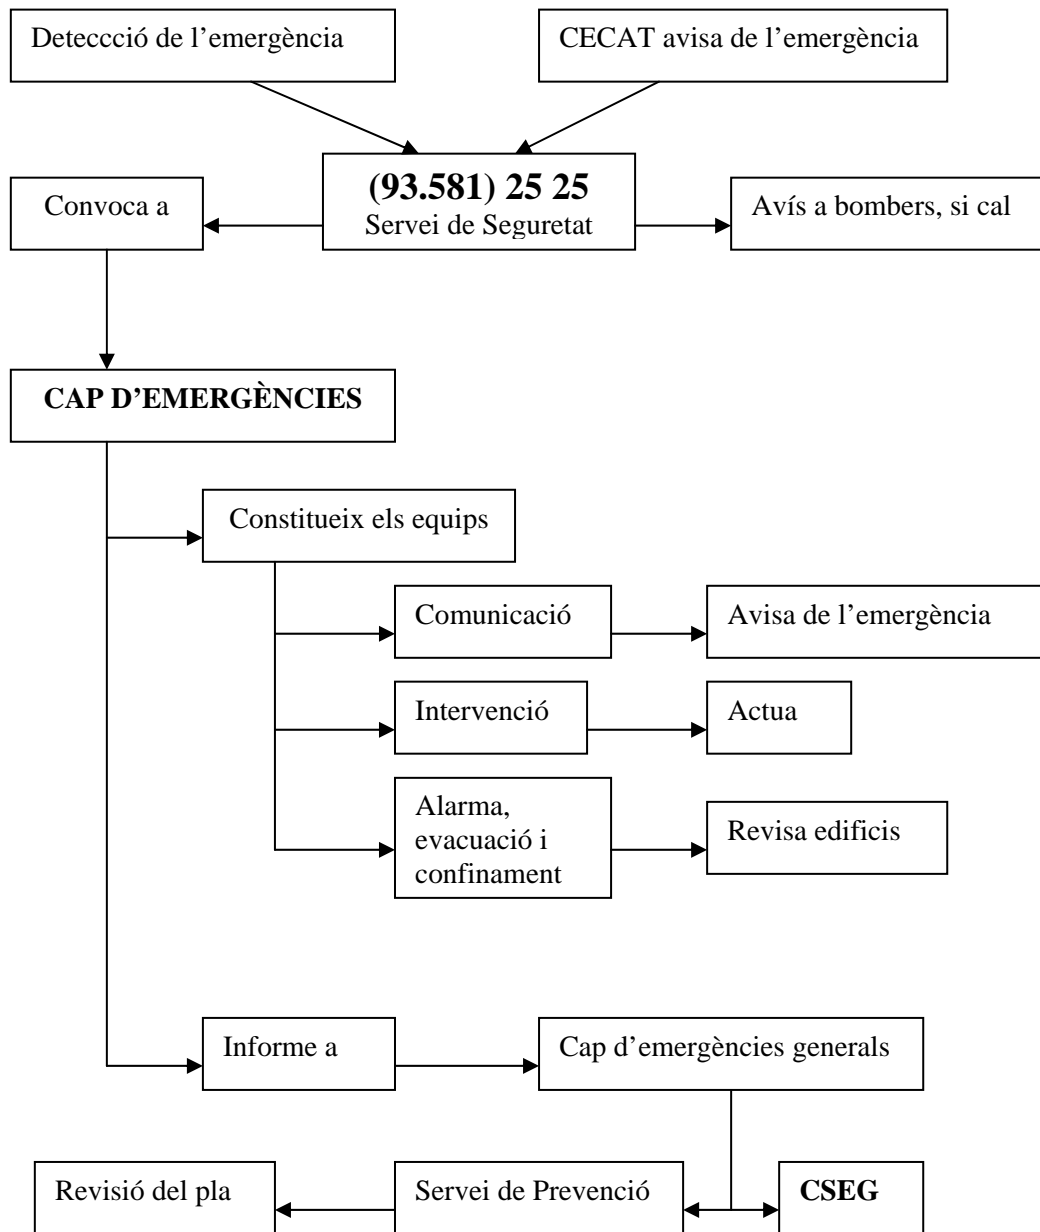 Deteccció de l’emergència
CECAT avisa de l’emergència
(93.581) 25 25
Servei de Seguretat
Convoca a
Avís a bombers, si cal
CAP D’EMERGÈNCIES
Constitueix els equips
Comunicació
Avisa de l’emergència
Intervenció
Actua
Alarma,
evacuació i
confinament
Revisa edificis
Informe a
Cap d’emergències generals
Revisió del pla
Servei de Prevenció
CSEG